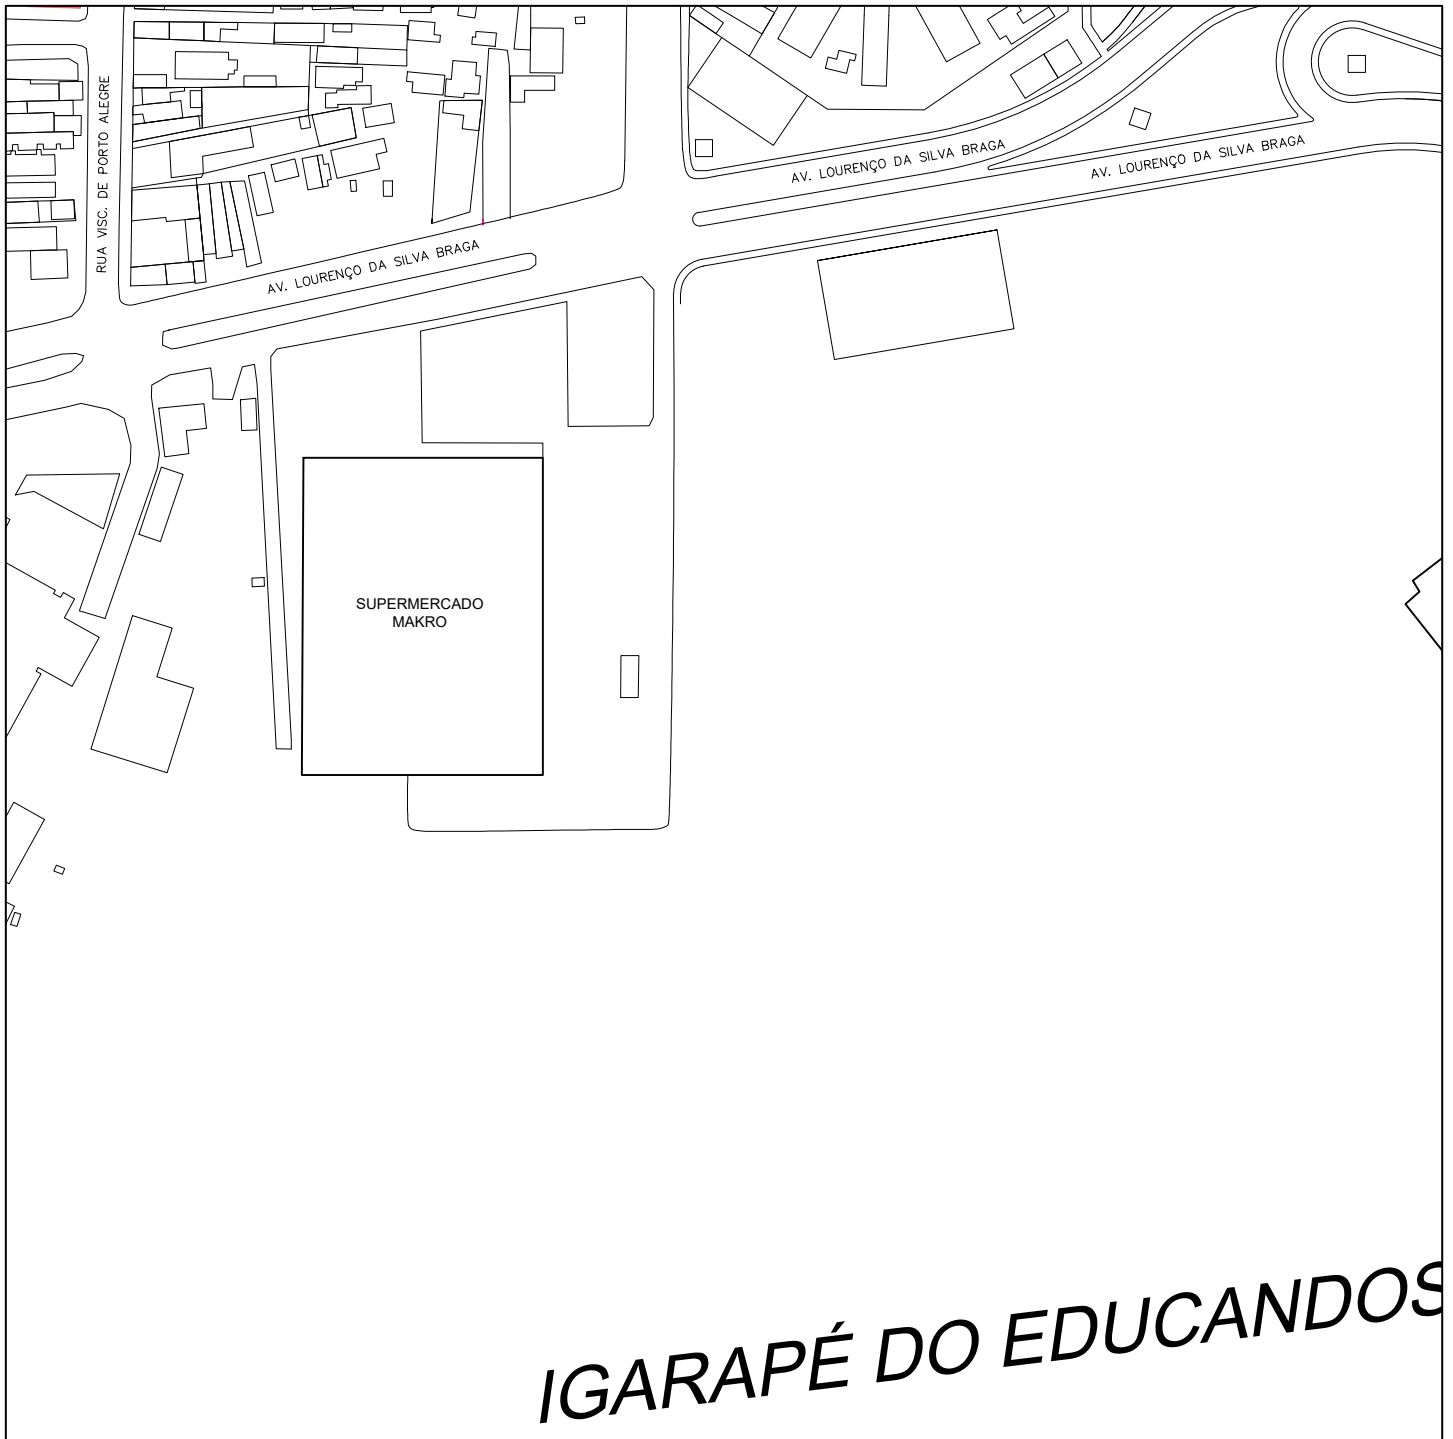 RUA VISC. DE PORTO ALEGRE
AV. LOURENÇO DA SILVA BRAGA
AV. LOURENÇO DA SILVA BRAGA
AV. LOURENÇO DA SILVA BRAGA
SUPERMERCADO
MAKRO
IGARAPÉ DO EDUCANDOS